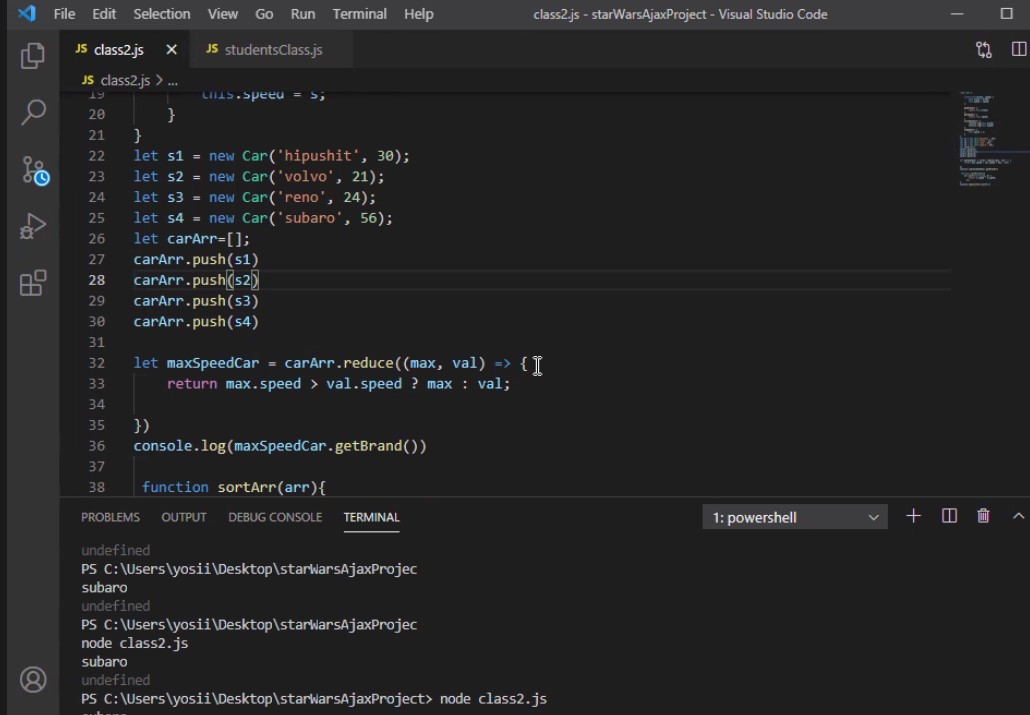 File Edit Selection View Go Run Terminal Help class2.js - starWarsAjaxProject - Visual Studio Code
JS class2.js JS studentsClass.js
JS class2.js > ...
19 this.speed = s;
20 }
21 }
22 let s1 = new Car('hipushit', 30);
23 let s2 = new Car('volvo', 21);
24 let s3 = new Car('reno', 24);
25 let s4 = new Car('subaro', 56);
26 let carArr=[];
27 carArr.push(s1)
28 carArr.push(s2)
29 carArr.push(s3)
30 carArr.push(s4)
31
32 let maxSpeedCar = carArr.reduce((max, val) => {
33 return max.speed > val.speed ? max : val;
34
35 })
36 console.log(maxSpeedCar.getBrand())
37
38 function sortArr(arr){
PROBLEMS OUTPUT DEBUG CONSOLE TERMINAL 1: powershell
undefined
PS C:\Users\yosii\Desktop\starWarsAjaxProjec
subaro
undefined
PS C:\Users\yosii\Desktop\starWarsAjaxProjec
node class2.js
subaro
undefined
PS C:\Users\yosii\Desktop\starWarsAjaxProject> node class2.js
subaro